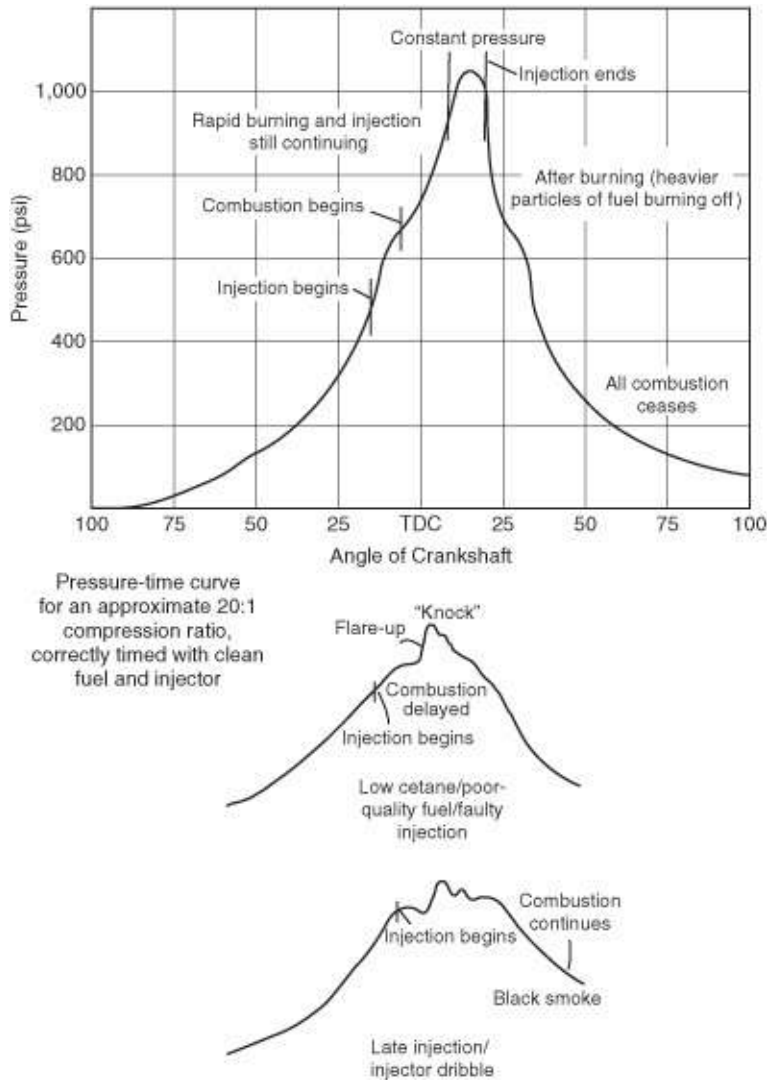 Constant pressure
Injection ends
1,000
Rapid burning and injection
still continuing
800
After burning (heavier
particles of fuel burning off)
Combustion begins
Pressure (psi)
600
Injection begins
400
All combustion
ceases
200
100 75 50 25 TDC 25 50 75 100
Angle of Crankshaft
Pressure-time curve
for an approximate 20:1
compression ratio,
correctly timed with clean
fuel and injector
"Knock"
Flare-up
Combustion
delayed
Injection begins
Low cetane/poor-
quality fuel/faulty
injection
Combustion
continues
Injection begins
Black smoke
Late injection/
injector dribble